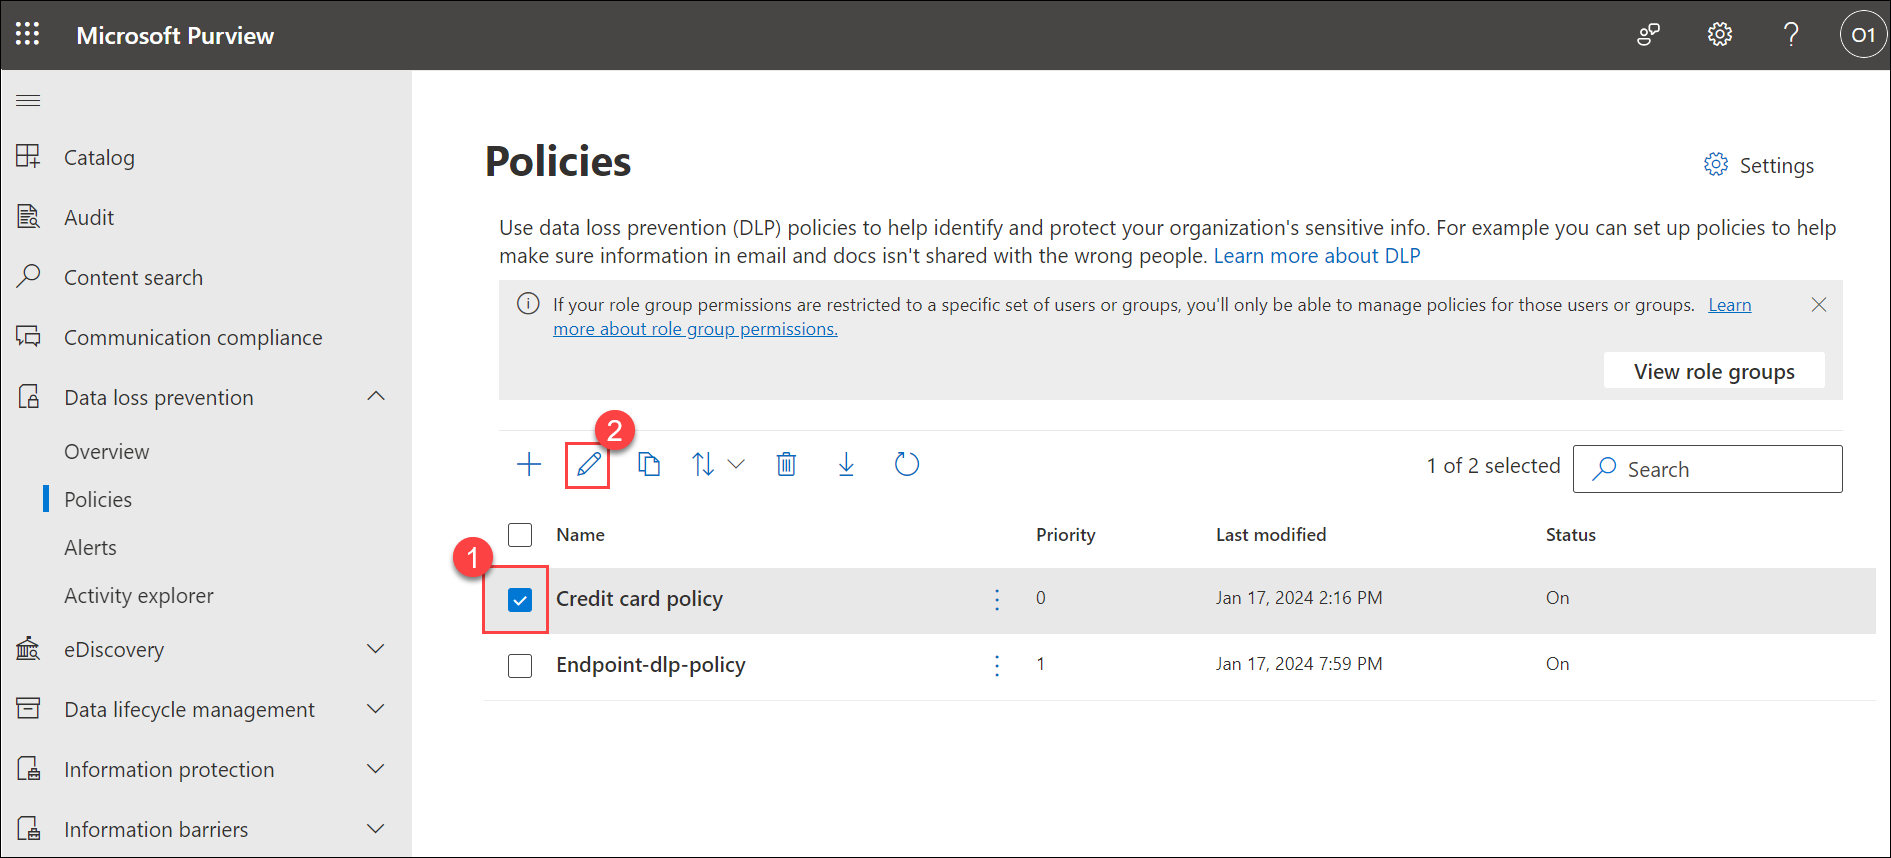 Microsoft Purview
O1
Catalog
Audit
Content search
Communication compliance
Data loss prevention
Overview
Policies
Alerts
Activity explorer
eDiscovery
Data lifecycle management
Information protection
Information barriers
Policies
Settings
Use data loss prevention (DLP) policies to help identify and protect your organization's sensitive info. For example you can set up policies to help
make sure information in email and docs isn't shared with the wrong people. Learn more about DLP
If your role group permissions are restricted to a specific set of users or groups, you'll only be able to manage policies for those users or groups. Learn
more about role group permissions.
View role groups
2
1 of 2 selected
Search
Name Priority Last modified Status
1
Credit card policy 0 Jan 17, 2024 2:16 PM On
Endpoint-dlp-policy 1 Jan 17, 2024 7:59 PM On